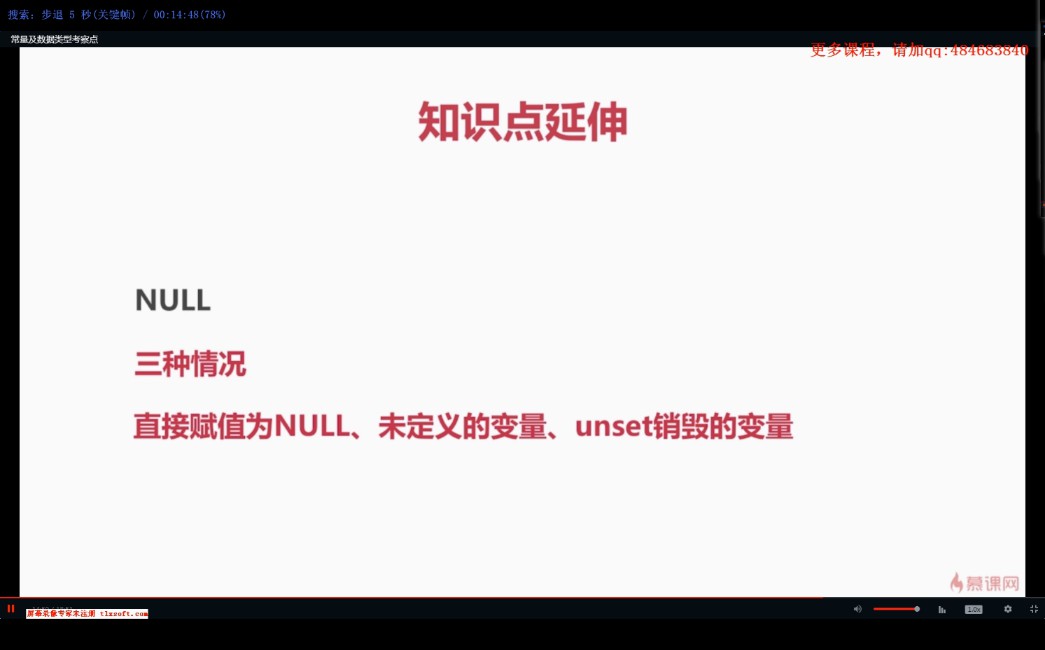 搜索: 步退 5 秒(关键帧) / 00:14:48(78%)
常量及数据类型考察点
更多课程，请加qq:484683840
知识点延伸
NULL
三种情况
直接赋值为NULL、未定义的变量、unset销毁的变量
慕课网
屏幕录像专家未注册 tlxsoft.com
1.0x